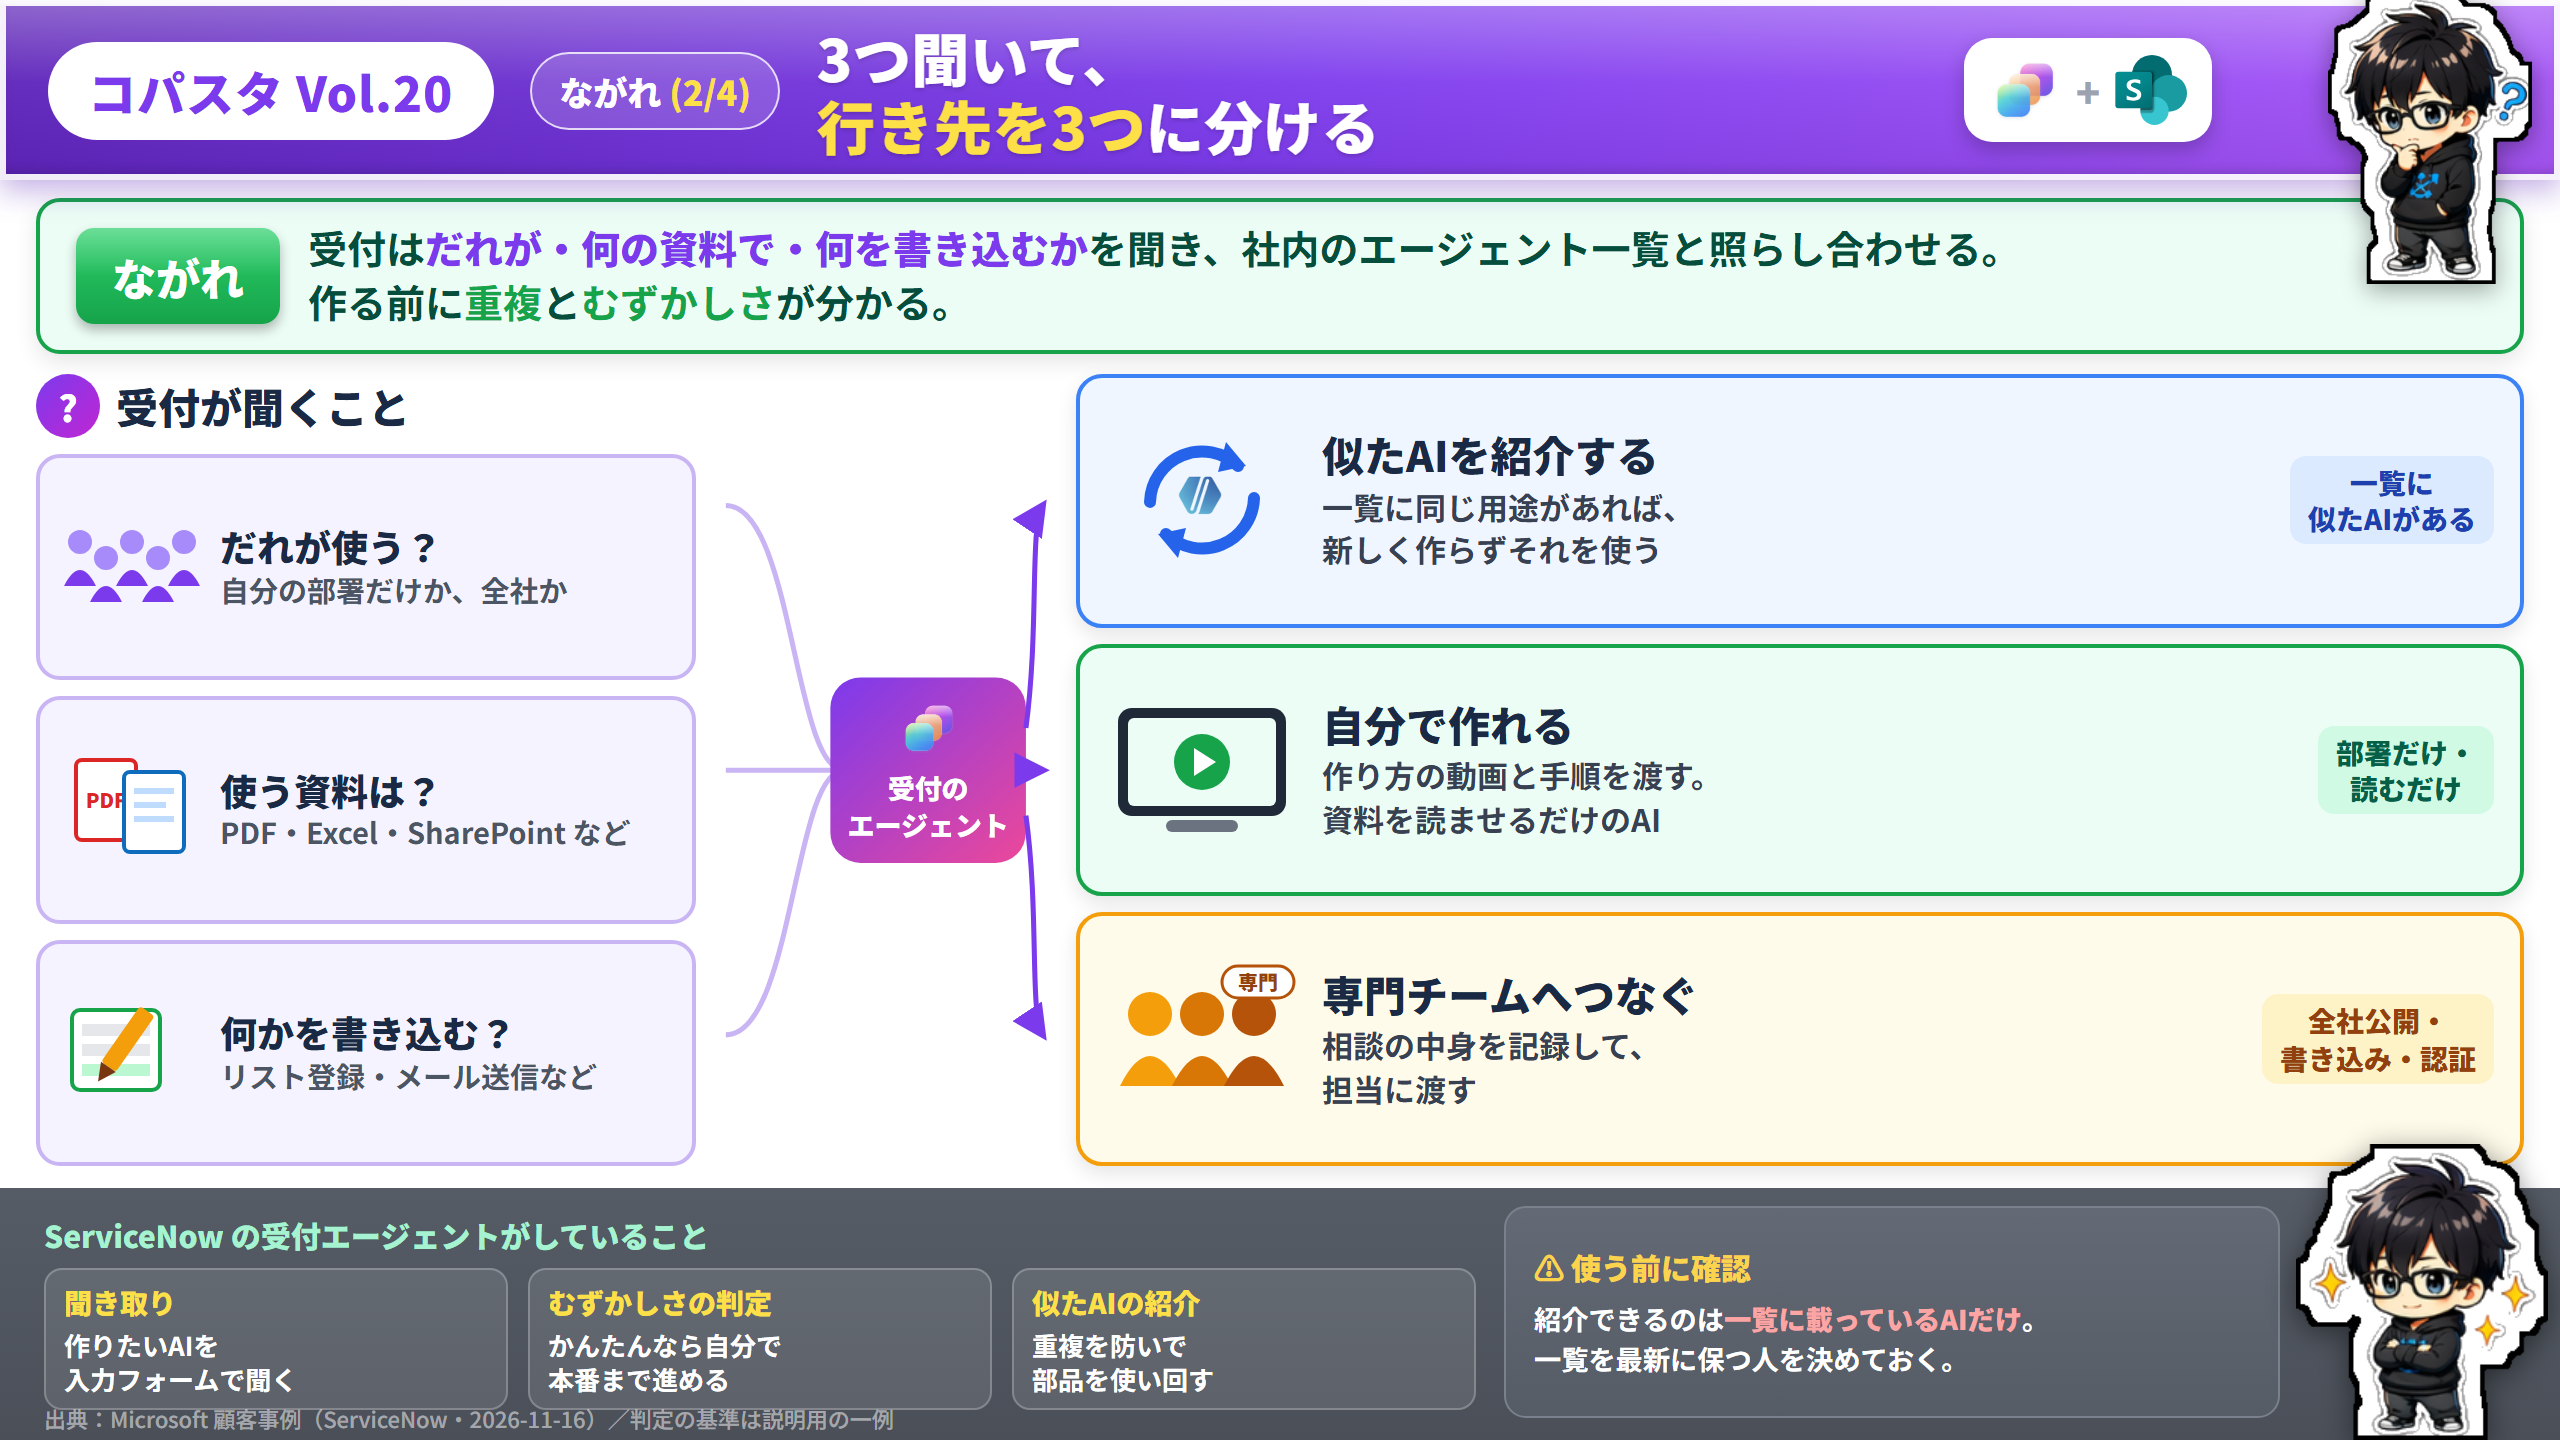 コパスタ Vol.20
ながれ (2/4)
3つ聞いて、
行き先を3つに分ける
+
S
?
ながれ
受付はだれが・何の資料で・何を書き込むかを聞き、社内のエージェント一覧と照らし合わせる。
作る前に重複とむずかしさが分かる。
? 受付が聞くこと
だれが使う？
自分の部署だけか、全社か
PDF
使う資料は？
PDF・Excel・SharePoint など
何かを書き込む？
リスト登録・メール送信など
受付の
エージェント
似たAIを紹介する
一覧に同じ用途があれば、
新しく作らずそれを使う
一覧に
似たAIがある
自分で作れる
作り方の動画と手順を渡す。
資料を読ませるだけのAI
部署だけ・
読むだけ
専門
専門チームへつなぐ
相談の中身を記録して、
担当に渡す
全社公開・
書き込み・認証
ServiceNow の受付エージェントがしていること
聞き取り
作りたいAIを
入力フォームで聞く
むずかしさの判定
かんたんなら自分で
本番まで進める
似たAIの紹介
重複を防いで
部品を使い回す
出典：Microsoft 顧客事例（ServiceNow・2026-11-16）／判定の基準は説明用の一例
⚠ 使う前に確認
紹介できるのは一覧に載っているAIだけ。
一覧を最新に保つ人を決めておく。